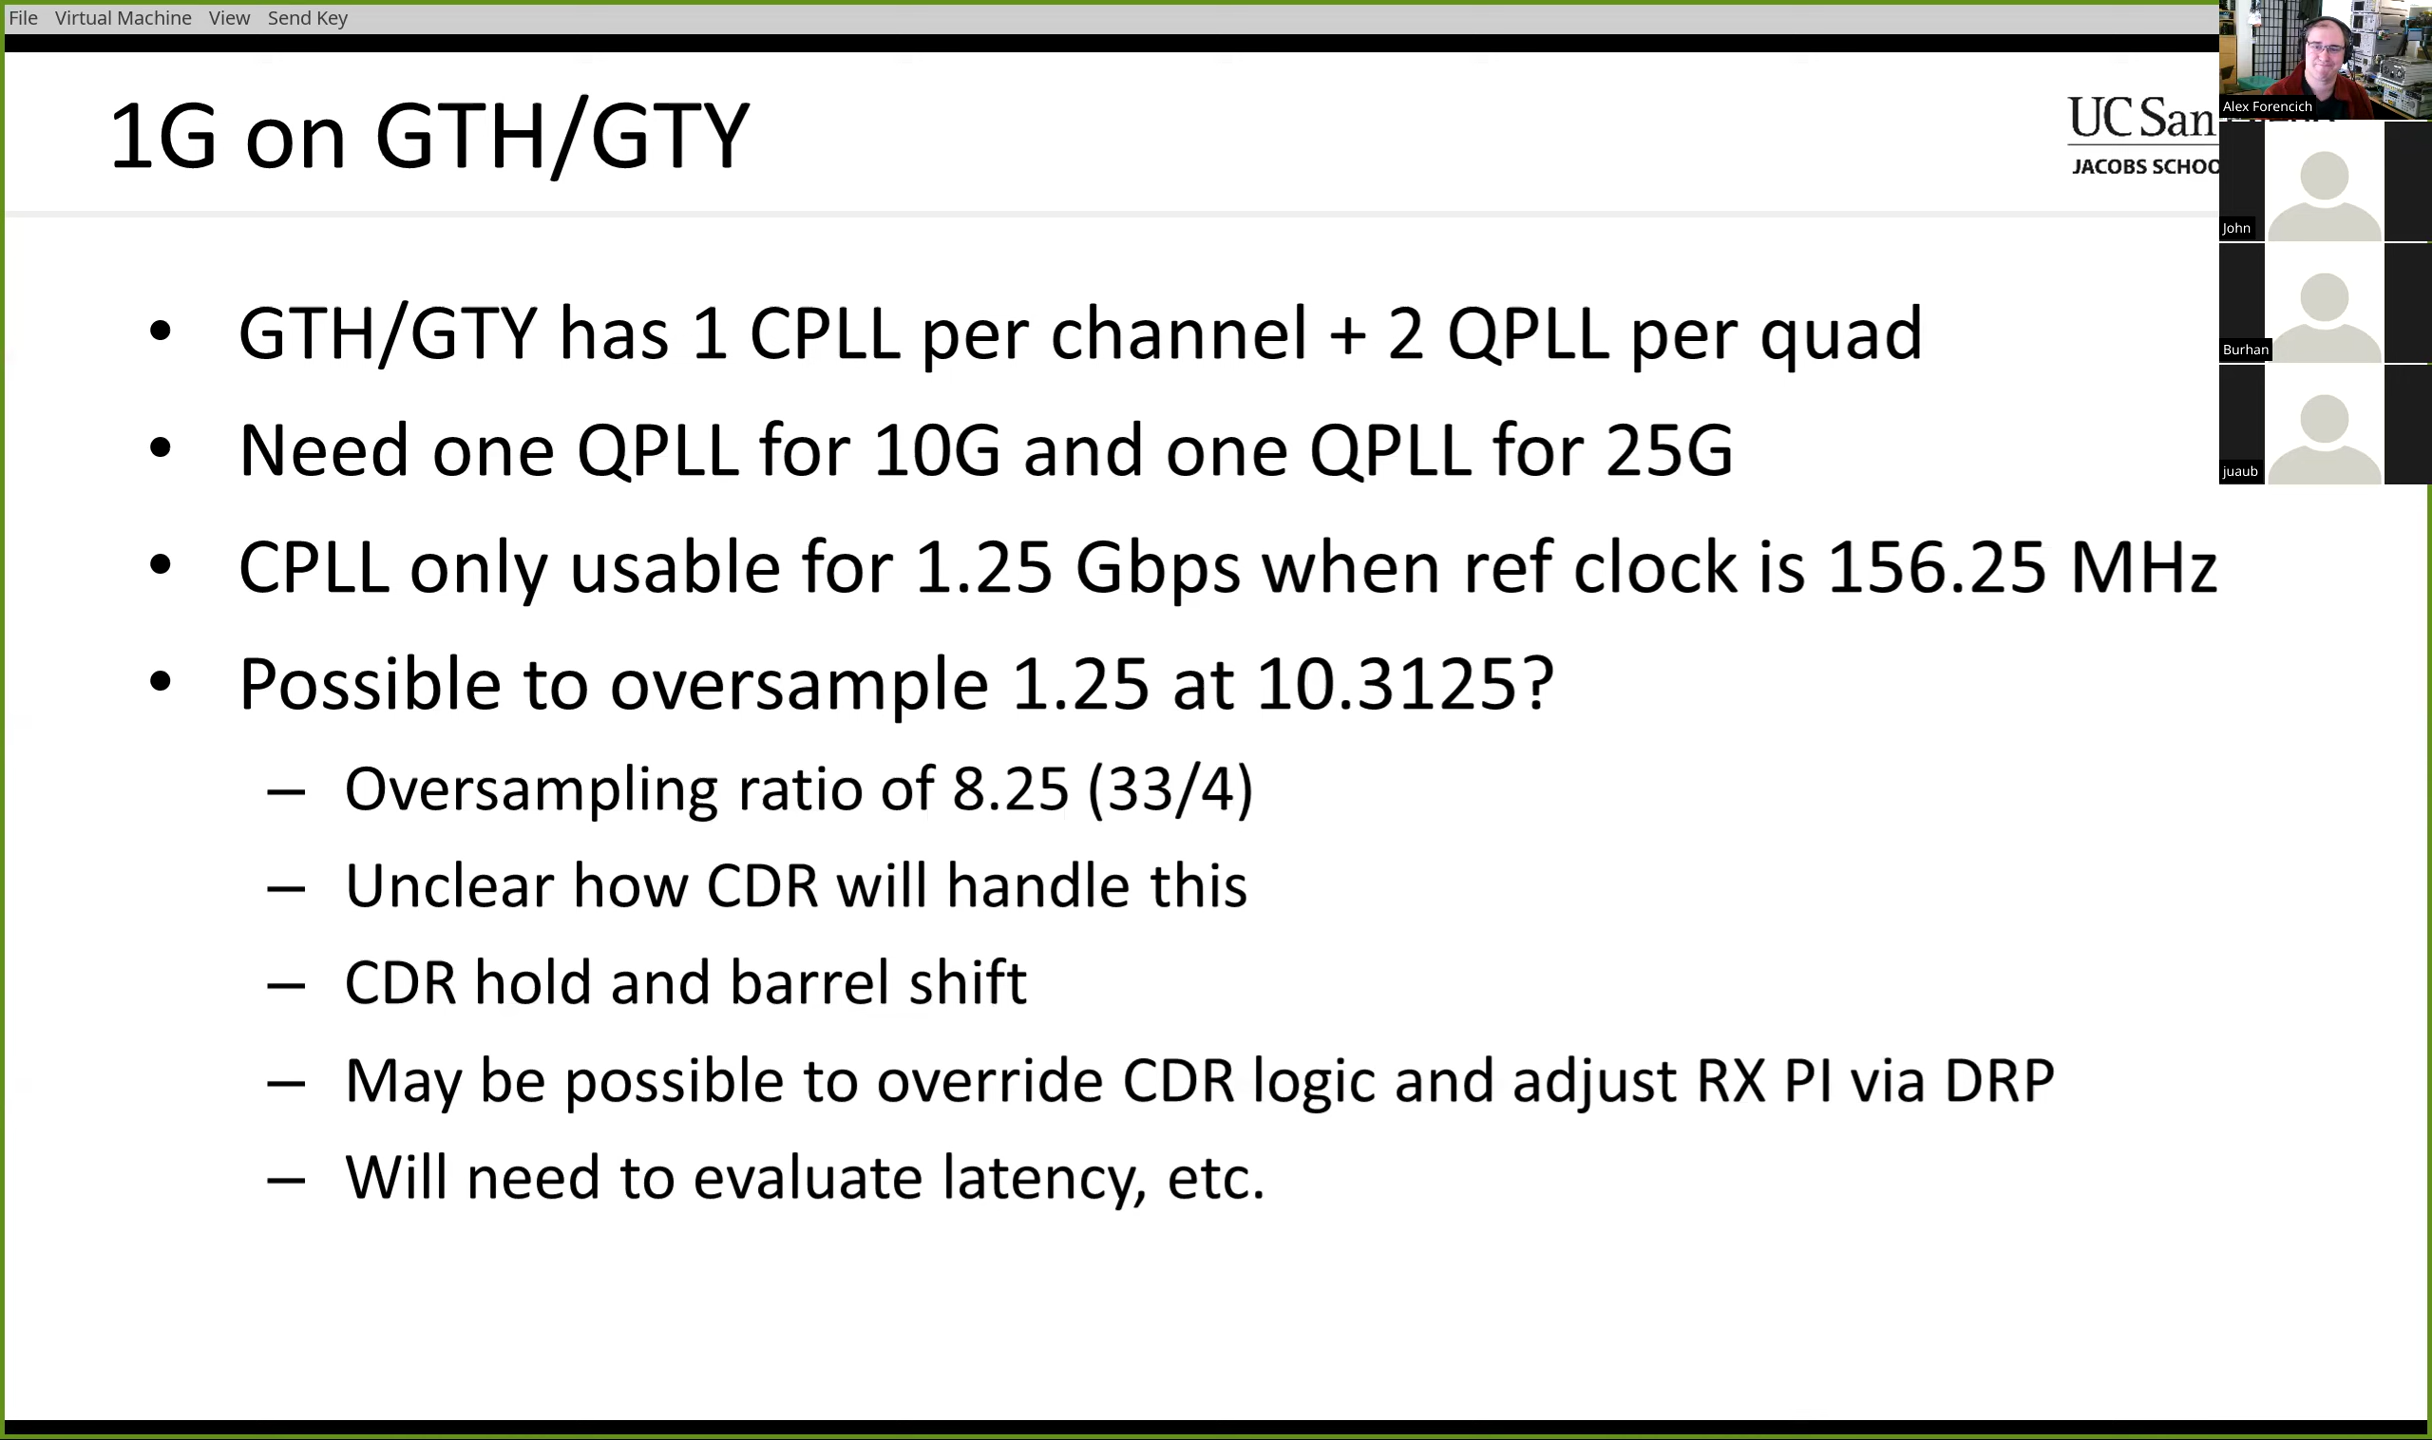 File Virtual Machine View Send Key
1G on GTH/GTY
UC San
JACOBS SCHOO
Alex Forencich
John
Burhan
juaub
• GTH/GTY has 1 CPLL per channel + 2 QPLL per quad
• Need one QPLL for 10G and one QPLL for 25G
• CPLL only usable for 1.25 Gbps when ref clock is 156.25 MHz
• Possible to oversample 1.25 at 10.3125?
– Oversampling ratio of 8.25 (33/4)
– Unclear how CDR will handle this
– CDR hold and barrel shift
– May be possible to override CDR logic and adjust RX PI via DRP
– Will need to evaluate latency, etc.